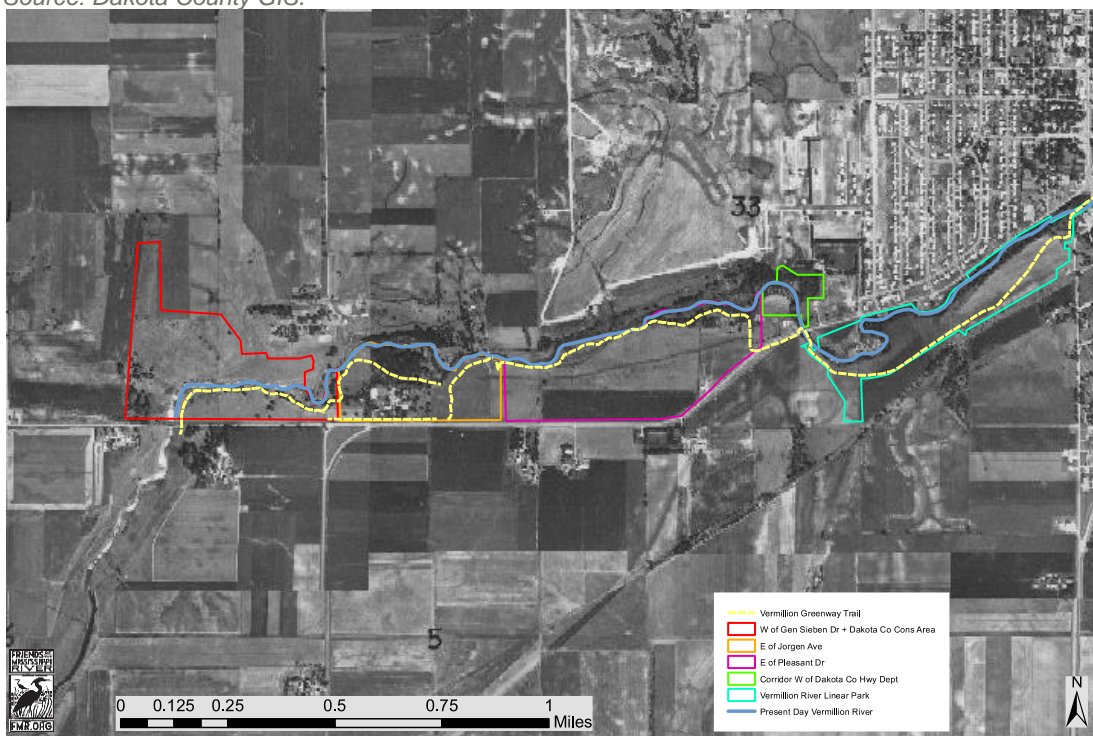 Source: Dakota County GIS.
33
5
Vermillion Greenway Trail
W of Gen Sieben Dr + Dakota Co Cons Area
E of Jorgen Ave
E of Pleasant Dr
Corridor W of Dakota Co Hwy Dept
Vermillion River Linear Park
Present Day Vermillion River
FRIENDS OF THE
MISSISSIPPI
RIVER
FMR.ORG
0 0.125 0.25 0.5 0.75 1
Miles
N